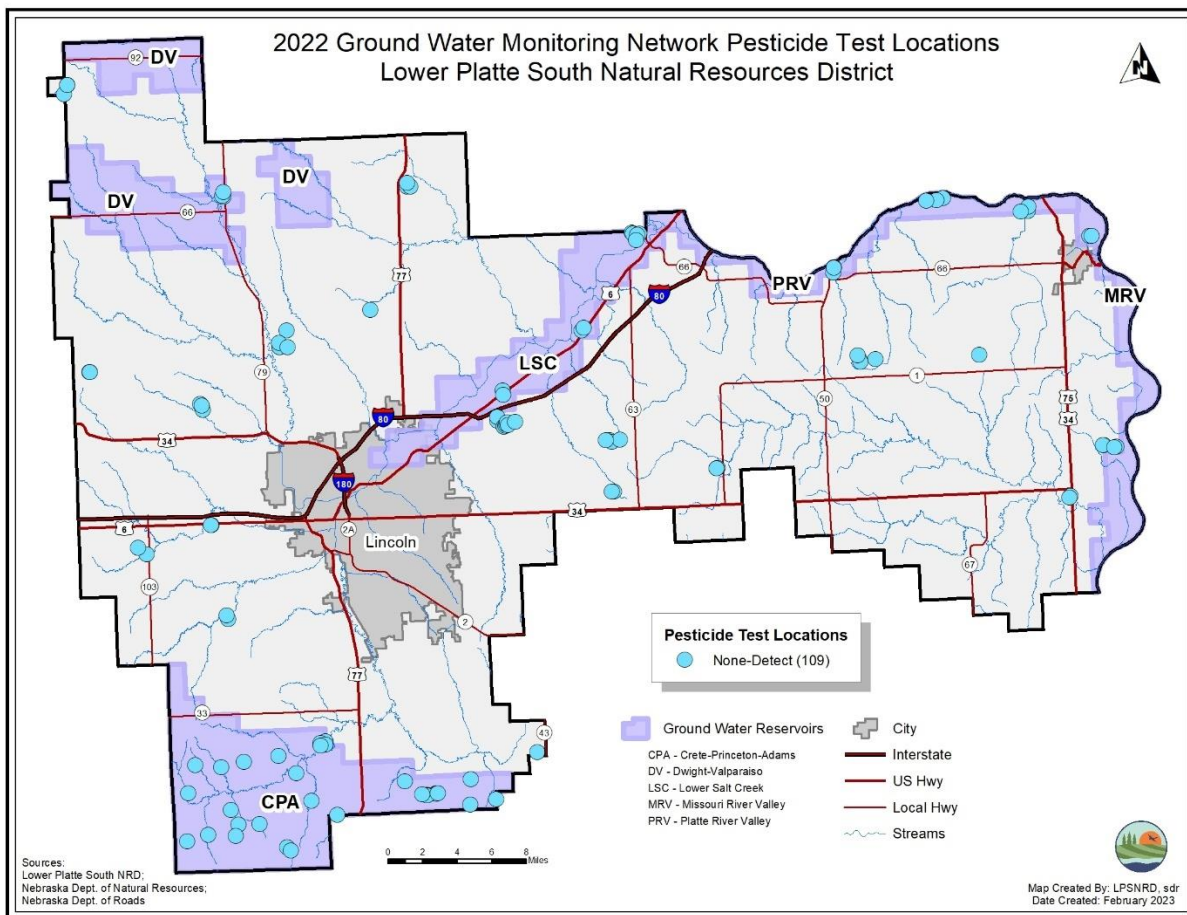 2022 Ground Water Monitoring Network Pesticide Test Locations
Lower Platte South Natural Resources District
N
92
DV
DV
DV
66
77
79
34
80
180
6
2A
Lincoln
103
2
77
33
43
CPA
LSC
6
80
66
63
PRV
66
MRV
50
1
75
34
34
67
Pesticide Test Locations
None-Detect (109)
Ground Water Reservoirs
CPA - Crete-Princeton-Adams
DV - Dwight-Valparaiso
LSC - Lower Salt Creek
MRV - Missouri River Valley
PRV - Platte River Valley
City
Interstate
US Hwy
Local Hwy
Streams
0 2 4 6 8
Miles
Sources:
Lower Platte South NRD;
Nebraska Dept. of Natural Resources;
Nebraska Dept. of Roads
Map Created By: LPSNRD, sdr
Date Created: February 2023